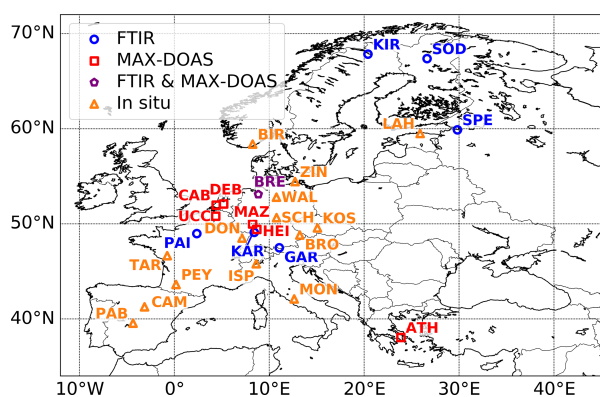 70°N
60°N
50°N
40°N
FTIR
MAX-DOAS
FTIR & MAX-DOAS
In situ
KIR
SOD
SPE
LAH
BIR
ZIN
BRE
DEB
CAB
WAL
MAZ
UCC
SCH
KOS
DON
HEI
PAI
BRO
KAR
GAR
TAR
ISP
PEY
MON
CAM
PAB
ATH
10°W
0°
10°E
20°E
30°E
40°E